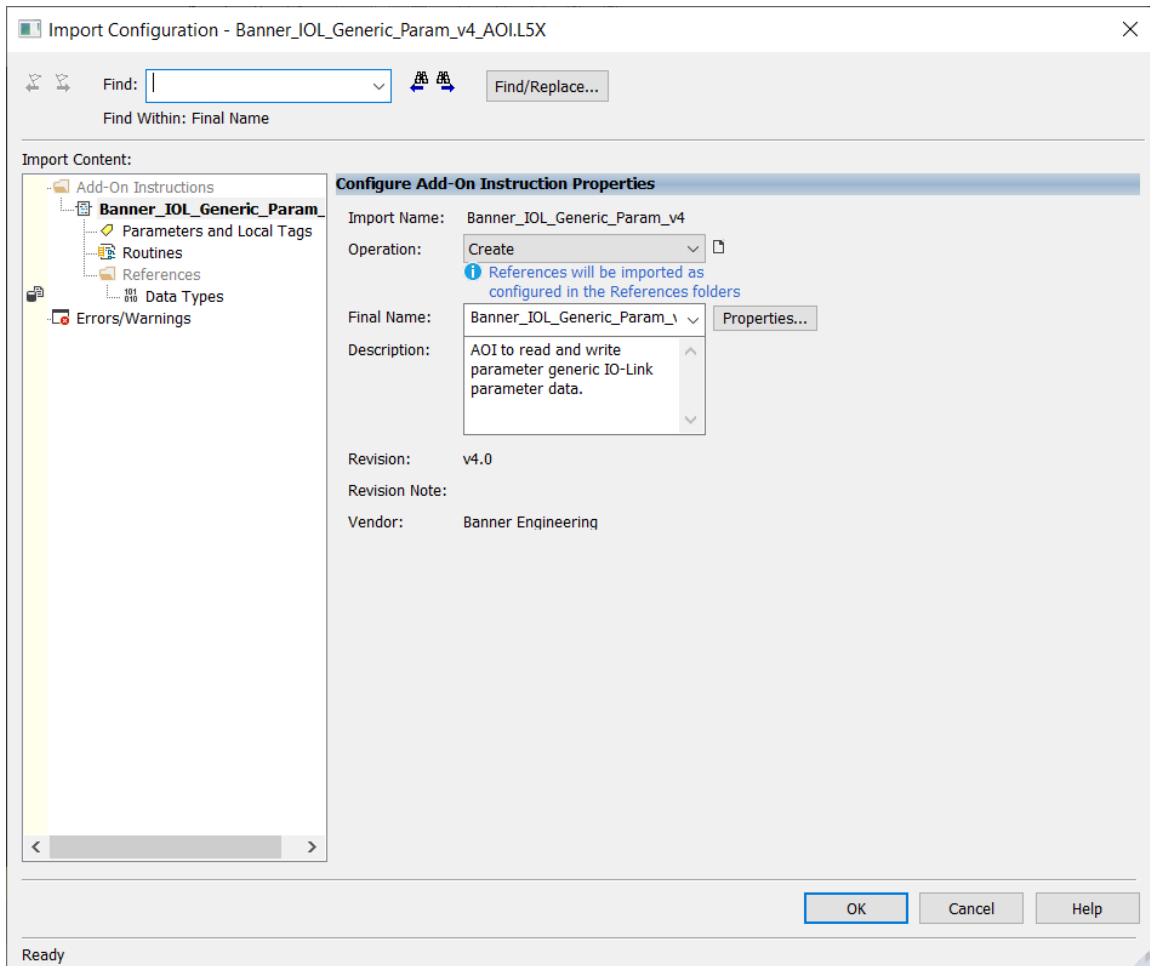 Import Configuration - Banner_IOL_Generic_Param_v4_AOI.L5X
Find:
Find/Replace...
Find Within: Final Name
Import Content:
Add-On Instructions
Banner_IOL_Generic_Param_
Parameters and Local Tags
Routines
References
Data Types
Errors/Warnings
Configure Add-On Instruction Properties
Import Name: Banner_IOL_Generic_Param_v4
Operation: Create
References will be imported as
configured in the References folders
Final Name: Banner_IOL_Generic_Param_v Properties...
Description: AOI to read and write
parameter generic IO-Link
parameter data.
Revision: v4.0
Revision Note:
Vendor: Banner Engineering
OK Cancel Help
Ready